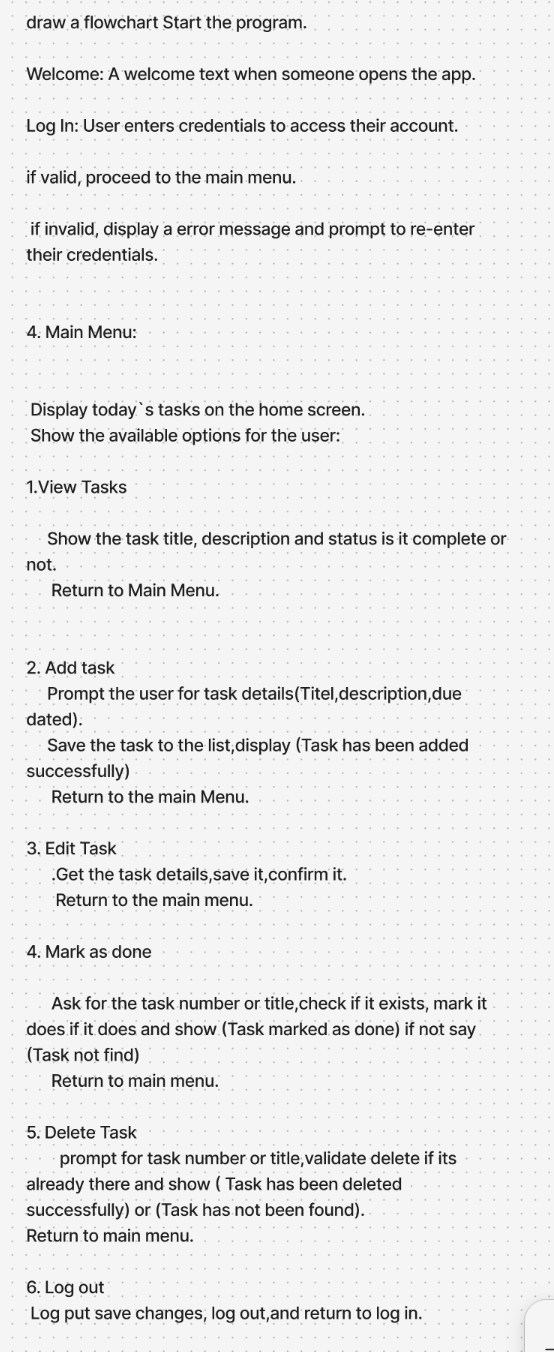 draw a flowchart Start the program.
Welcome: A welcome text when someone opens the app.
Log In: User enters credentials to access their account.
if valid, proceed to the main menu.
if invalid, display a error message and prompt to re-enter
their credentials.
4. Main Menu:
Display today`s tasks on the home screen.
Show the available options for the user:
1.View Tasks
Show the task title, description and status is it complete or
not.
Return to Main Menu.
2. Add task
Prompt the user for task details(Titel,description,due
dated).
Save the task to the list,display (Task has been added
successfully)
Return to the main Menu.
3. Edit Task
.Get the task details,save it,confirm it.
Return to the main menu.
4. Mark as done
Ask for the task number or title,check if it exists, mark it
does if it does and show (Task marked as done) if not say
(Task not find)
Return to main menu.
5. Delete Task
prompt for task number or title,validate delete if its
already there and show ( Task has been deleted
successfully) or (Task has not been found).
Return to main menu.
6. Log out
Log put save changes, log out,and return to log in.